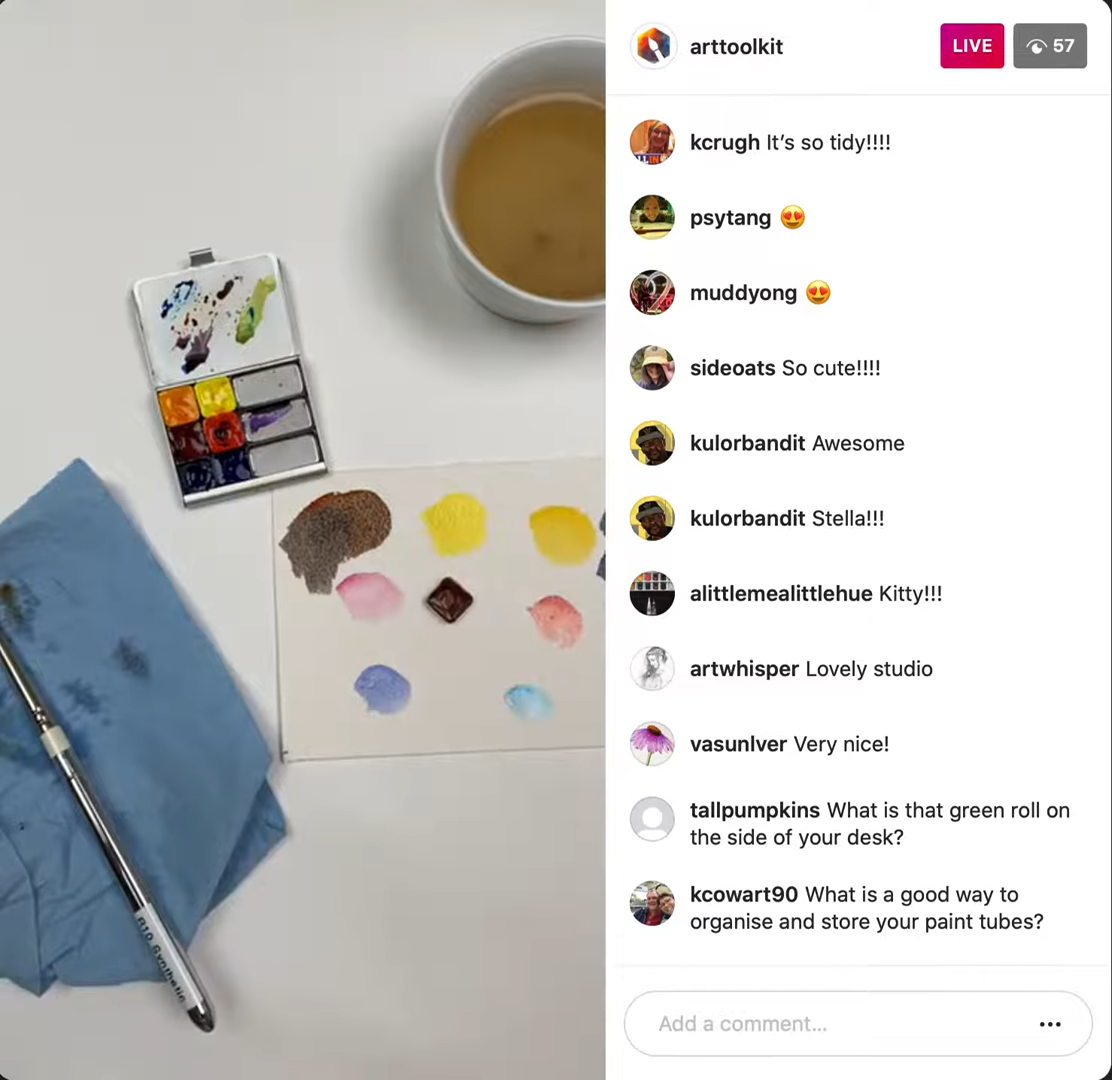 arttoolkit
LIVE
57
kcrugh It’s so tidy!!!!
psytang 😍
muddyong 😍
sideoats So cute!!!!
kulorbandit Awesome
kulorbandit Stella!!!
alittlemealittlehue Kitty!!!
artwhisper Lovely studio
vasunlver Very nice!
tallpumpkins What is that green roll on
the side of your desk?
kcowart90 What is a good way to
organise and store your paint tubes?
Add a comment...
Synthetic